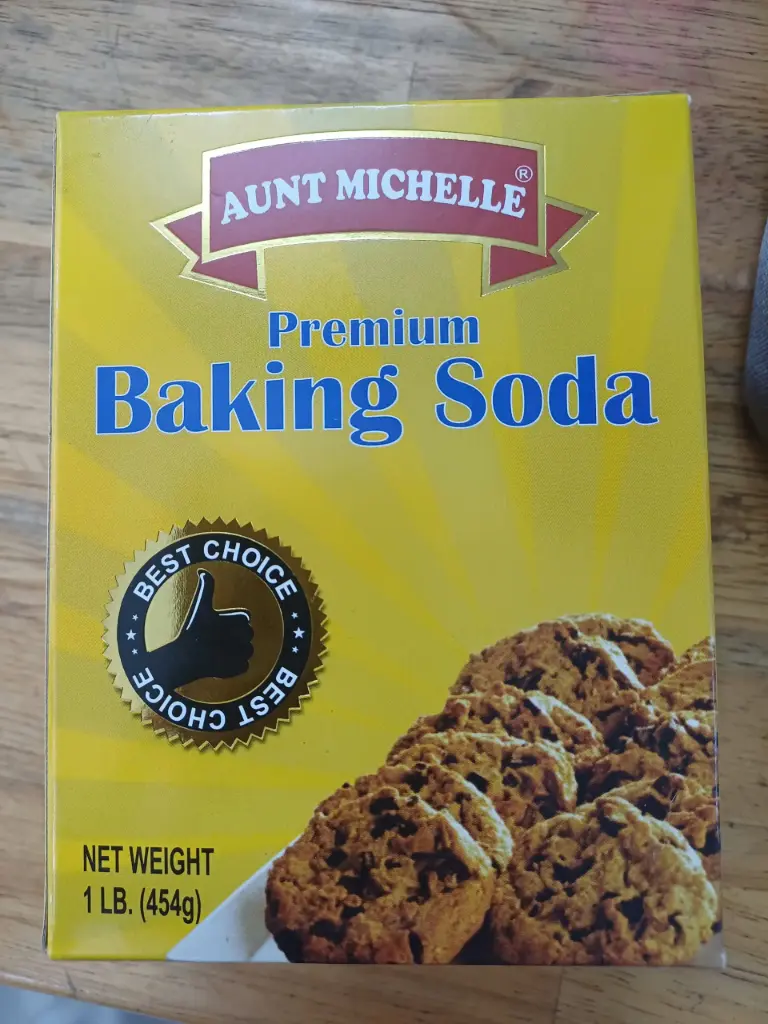 AUNT MICHELLE®
Premium
Baking Soda
BEST CHOICE
BEST CHOICE
NET WEIGHT
1 LB. (454g)